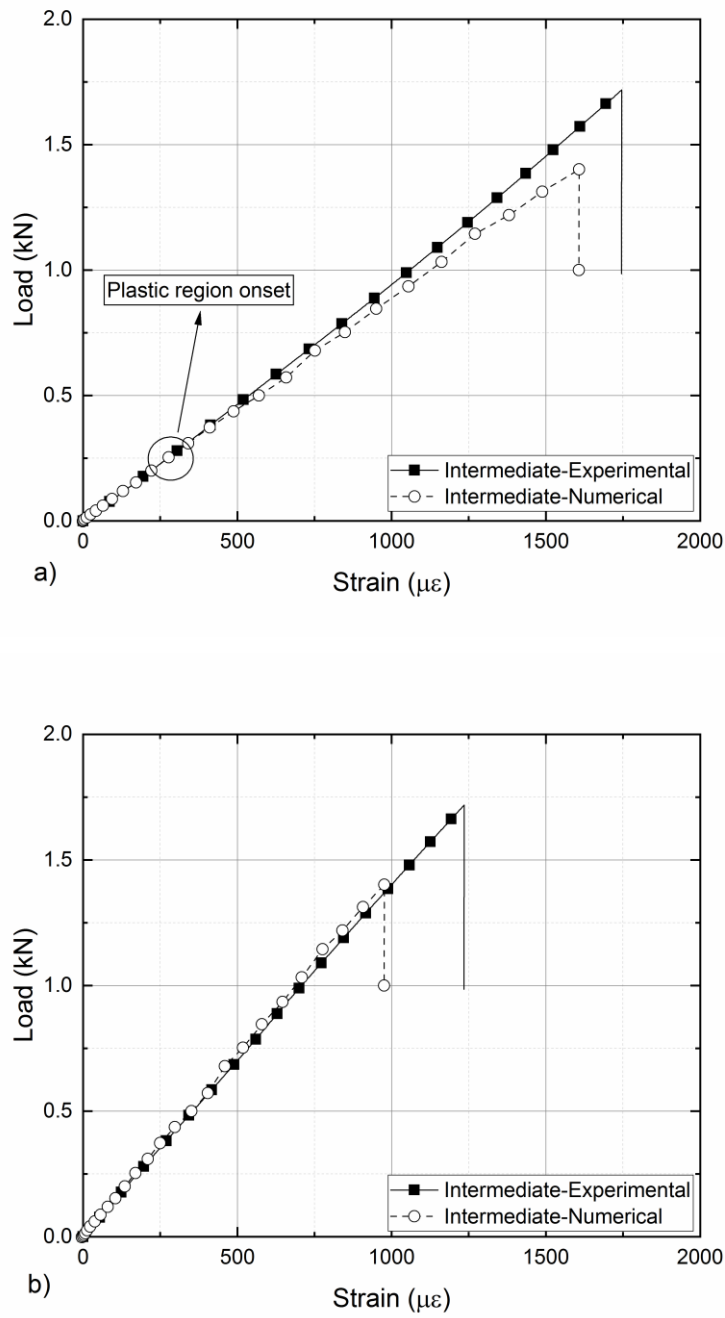 2.0
1.5
1.0
0.5
0.0
Load (kN)
Plastic region onset
Intermediate-Experimental
Intermediate-Numerical
0 500 1000 1500 2000
Strain (με)
a)
2.0
1.5
1.0
0.5
0.0
Load (kN)
Intermediate-Experimental
Intermediate-Numerical
0 500 1000 1500 2000
Strain (με)
b)